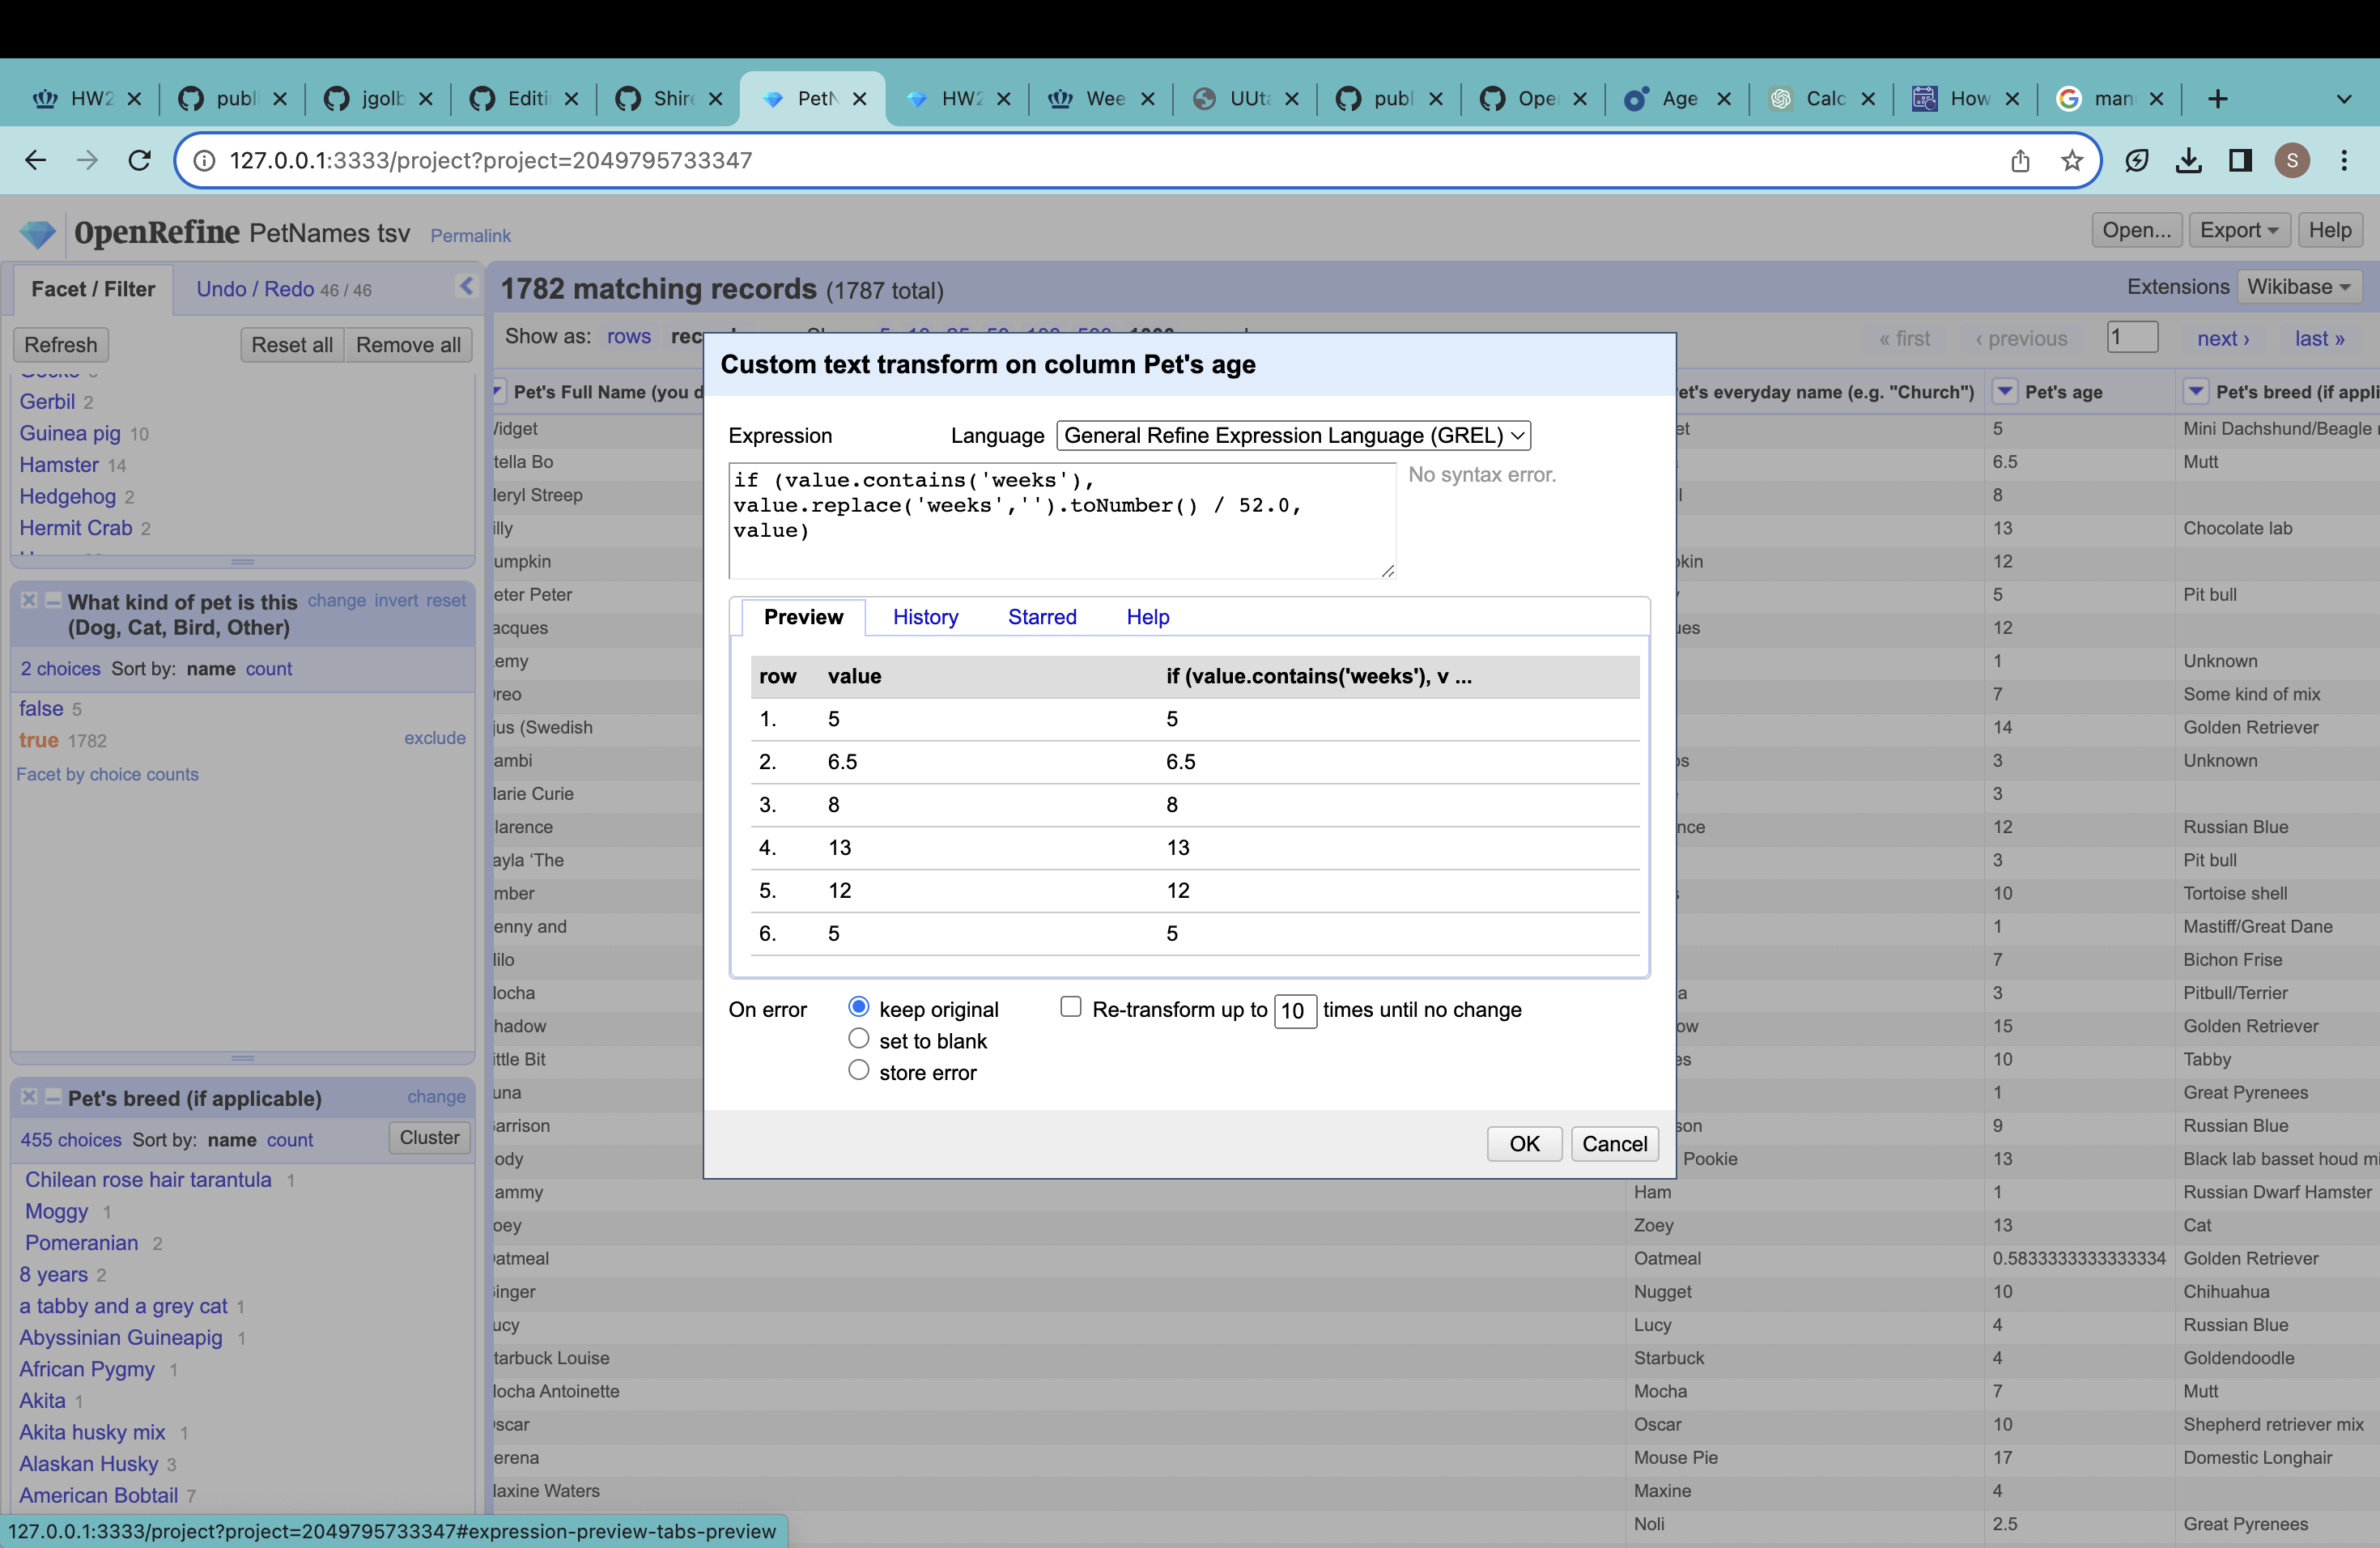 HW2
publ
jgolb
Editi
Shire
PetN
HW2
Wee
UUta
publ
Ope
Age
Calc
How
man
127.0.0.1:3333/project?project=2049795733347
S
OpenRefine PetNames tsv Permalink
Open...
Export
Help
Facet / Filter
Undo / Redo 46 / 46
1782 matching records (1787 total)
Extensions
Wikibase
Refresh
Reset all
Remove all
Show as: rows
« first
‹ previous
1
next ›
last »
Gerbil 2
Guinea pig 10
Hamster 14
Hedgehog 2
Hermit Crab 2
What kind of pet is this (Dog, Cat, Bird, Other)
change invert reset
2 choices Sort by: name count
false 5
true 1782
exclude
Facet by choice counts
Pet's breed (if applicable)
change
455 choices Sort by: name count
Cluster
Chilean rose hair tarantula 1
Moggy 1
Pomeranian 2
8 years 2
a tabby and a grey cat 1
Abyssinian Guineapig 1
African Pygmy 1
Akita 1
Akita husky mix 1
Alaskan Husky 3
American Bobtail 7
127.0.0.1:3333/project?project=2049795733347#expression-preview-tabs-preview
Pet's Full Name (you d
idget
tella Bo
eryl Streep
illy
umpkin
eter Peter
acques
emy
reo
jus (Swedish
ambi
arie Curie
larence
ayla 'The
mber
enny and
ilo
ocha
hadow
ittle Bit
una
arrison
ody
ammy
oey
atmeal
inger
ucy
tarbuck Louise
ocha Antoinette
scar
erena
axine Waters
Custom text transform on column Pet's age
Expression
Language
General Refine Expression Language (GREL)
if (value.contains('weeks'),
value.replace('weeks','').toNumber() / 52.0,
value)
No syntax error.
Preview
History
Starred
Help
row value if (value.contains('weeks'), v ...
1. 5 5
2. 6.5 6.5
3. 8 8
4. 13 13
5. 12 12
6. 5 5
On error
keep original
set to blank
store error
Re-transform up to 10 times until no change
OK
Cancel
et's everyday name (e.g. "Church") Pet's age Pet's breed (if appli
et 5 Mini Dachshund/Beagle
6.5 Mutt
8
13 Chocolate lab
kin 12
5 Pit bull
ues 12
1 Unknown
7 Some kind of mix
14 Golden Retriever
os 3 Unknown
3
nce 12 Russian Blue
3 Pit bull
10 Tortoise shell
1 Mastiff/Great Dane
7 Bichon Frise
a 3 Pitbull/Terrier
ow 15 Golden Retriever
es 10 Tabby
1 Great Pyrenees
son 9 Russian Blue
Pookie 13 Black lab basset houd mi
Ham 1 Russian Dwarf Hamster
Zoey 13 Cat
Oatmeal 0.5833333333333334 Golden Retriever
Nugget 10 Chihuahua
Lucy 4 Russian Blue
Starbuck 4 Goldendoodle
Mocha 7 Mutt
Oscar 10 Shepherd retriever mix
Mouse Pie 17 Domestic Longhair
Maxine 4
Noli 2.5 Great Pyrenees